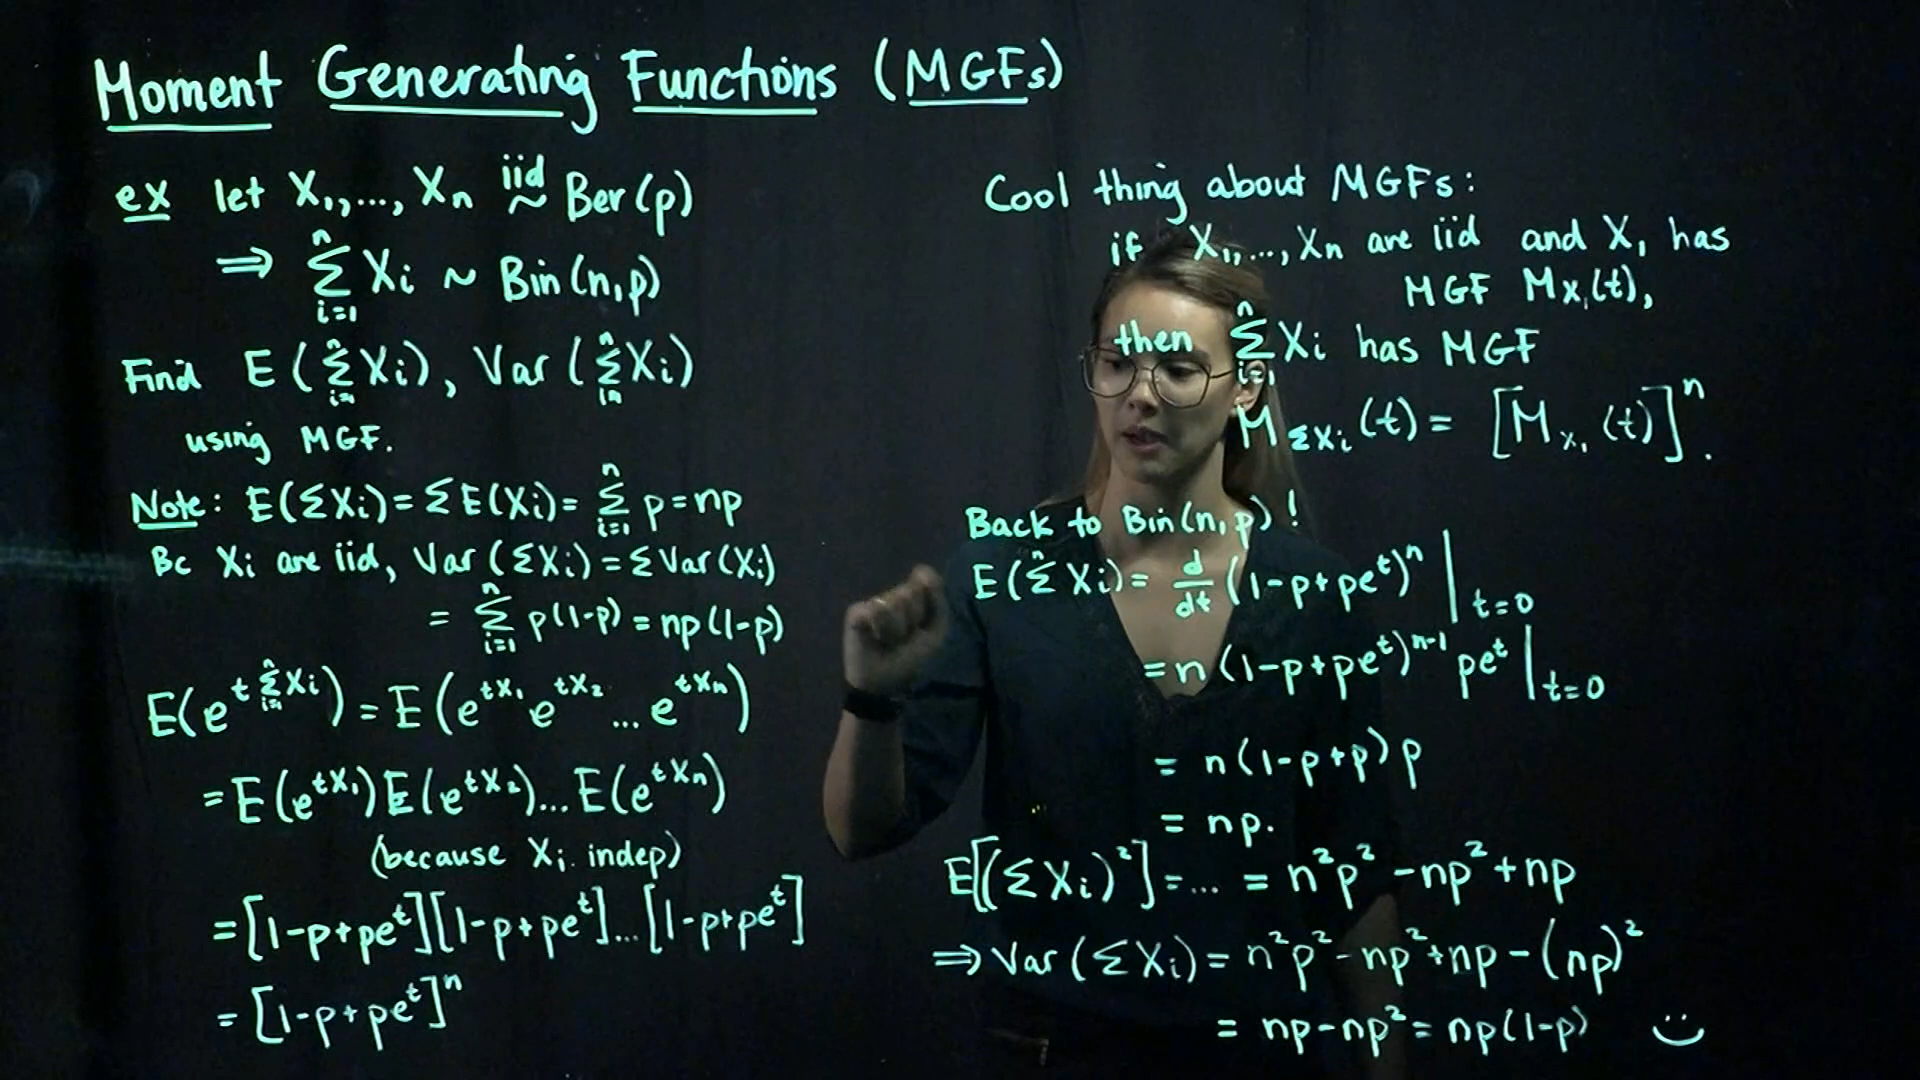 Moment Generating Functions (MGFs)
ex let X₁,..., Xn iid ~ Ber(p)
⇒ Σⁿᵢ₌₁ Xi ~ Bin(n,p)
Find E(Σⁿᵢ₌₁ Xi), Var(Σⁿᵢ₌₁ Xi)
using MGF.
Note: E(ΣXi) = ΣE(Xi) = Σⁿᵢ₌₁ p = np
Bc Xi are iid, Var(ΣXi) = ΣVar(Xi)
= Σⁿᵢ₌₁ p(1-p) = np(1-p)
E(e^{t Σⁿᵢ₌₁ Xi}) = E(e^{tX₁} e^{tX₂} ... e^{tXn})
= E(e^{tX₁}) E(e^{tX₂}) ... E(e^{tXn})
(because Xi indep)
= [1-p+pe^t][1-p+pe^t]...[1-p+pe^t]
= [1-p+pe^t]^n
Cool thing about MGFs:
if X₁,..., Xn are iid and X₁ has
MGF M_{X₁}(t),
then Σⁿᵢ₌₁ Xi has MGF
M_{ΣXi}(t) = [M_{X₁}(t)]^n.
Back to Bin(n,p)!
E(Σⁿ Xi) = d/dt (1-p+pe^t)^n |_{t=0}
= n(1-p+pe^t)^{n-1} pe^t |_{t=0}
= n(1-p+p) p
= np.
E[(ΣXi)²] = ... = n²p² - np² + np
⇒ Var(ΣXi) = n²p² - np² + np - (np)²
= np - np² = np(1-p)